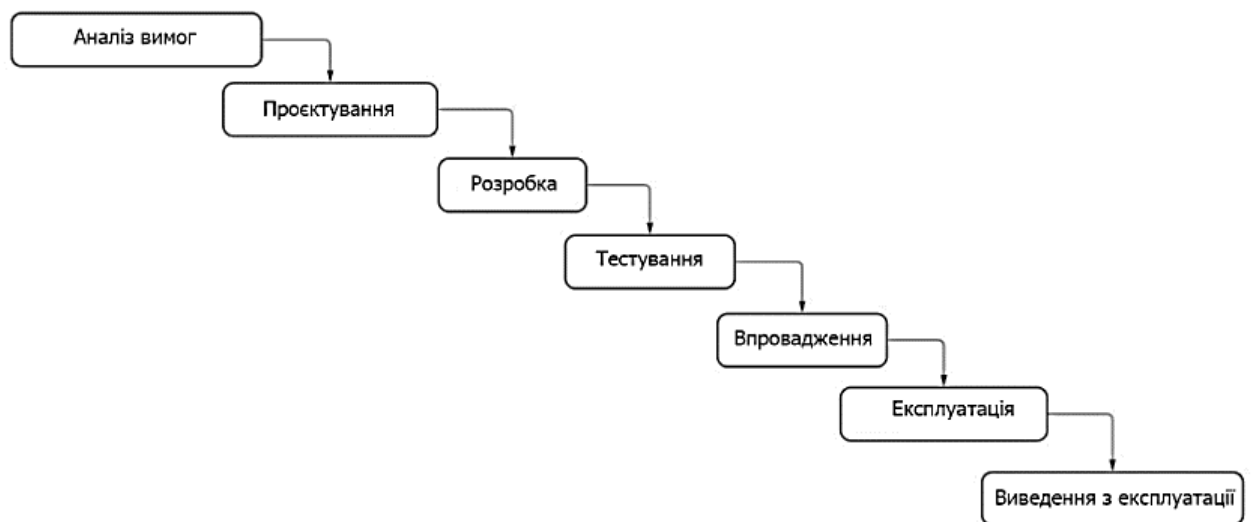 Аналіз вимог
Проєктування
Розробка
Тестування
Впровадження
Експлуатація
Виведення з експлуатації